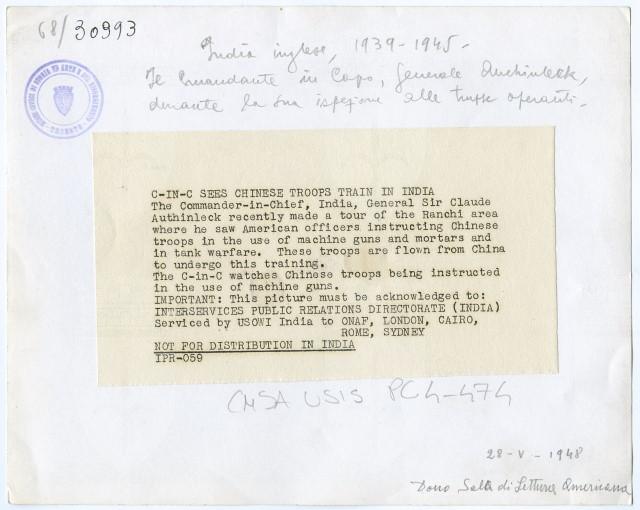 68/30993
India inglese, 1939-1945-
Il Comandante in Capo, Generale Auchinleck,
durante la sua ispezione alle truppe operanti.
C-IN-C SEES CHINESE TROOPS TRAIN IN INDIA
The Commander-in-Chief, India, General Sir Claude
Authinleck recently made a tour of the Ranchi area
where he saw American officers instructing Chinese
troops in the use of machine guns and mortars and
in tank warfare. These troops are flown from China
to undergo this training.
The C-in-C watches Chinese troops being instructed
in the use of machine guns.
IMPORTANT: This picture must be acknowledged to:
INTERSERVICES PUBLIC RELATIONS DIRECTORATE (INDIA)
Serviced by USOWI India to ONAF, LONDON, CAIRO,
ROME, SYDNEY
NOT FOR DISTRIBUTION IN INDIA
IPR-059
CMSA USIS PC4-474
28-V-1948
Dono Sala di Lettura Americana